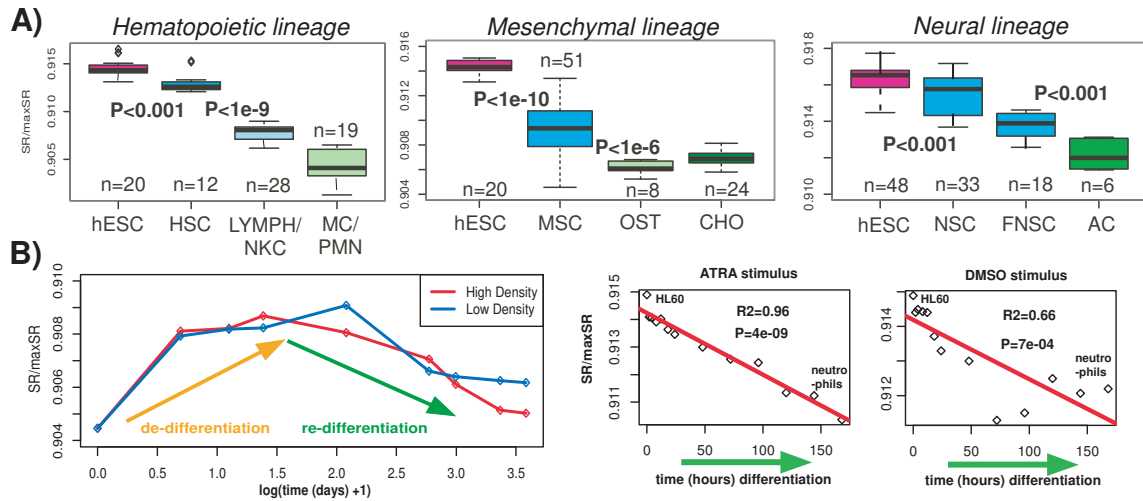 A)
Hematopoietic lineage
Mesenchymal lineage
Neural lineage
SR/maxSR
0.915
0.910
0.905
P<0.001
P<1e-9
n=19
n=20
n=12
n=28
hESC
HSC
LYMPH/
NKC
MC/
PMN
0.916
0.912
0.908
0.904
n=51
P<1e-10
P<1e-6
n=20
n=8
n=24
hESC
MSC
OST
CHO
0.918
0.914
0.910
P<0.001
P<0.001
n=48
n=33
n=18
n=6
hESC
NSC
FNSC
AC
B)
SR/maxSR
0.910
0.908
0.906
0.904
High Density
Low Density
de-differentiation
re-differentiation
0.0 0.5 1.0 1.5 2.0 2.5 3.0 3.5
log(time (days) +1)
ATRA stimulus
SR/maxSR
0.915
0.913
0.911
HL60
R2=0.96
P=4e-09
neutro
-phils
0 50 100 150
time (hours) differentiation
DMSO stimulus
0.914
0.912
HL60
R2=0.66
P=7e-04
neutro
-phils
0 50 100 150
time (hours) differentiation